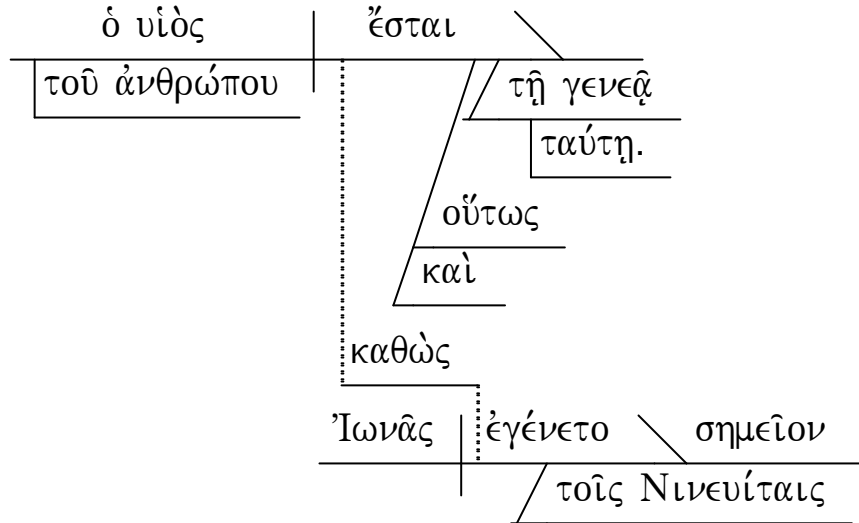 ὁ υἱὸς ἔσται
τοῦ ἀνθρώπου τῇ γενεᾷ
ταύτῃ.
οὕτως
καὶ
καθὼς
Ἰωνᾶς ἐγένετο σημεῖον
τοῖς Νινευίταις